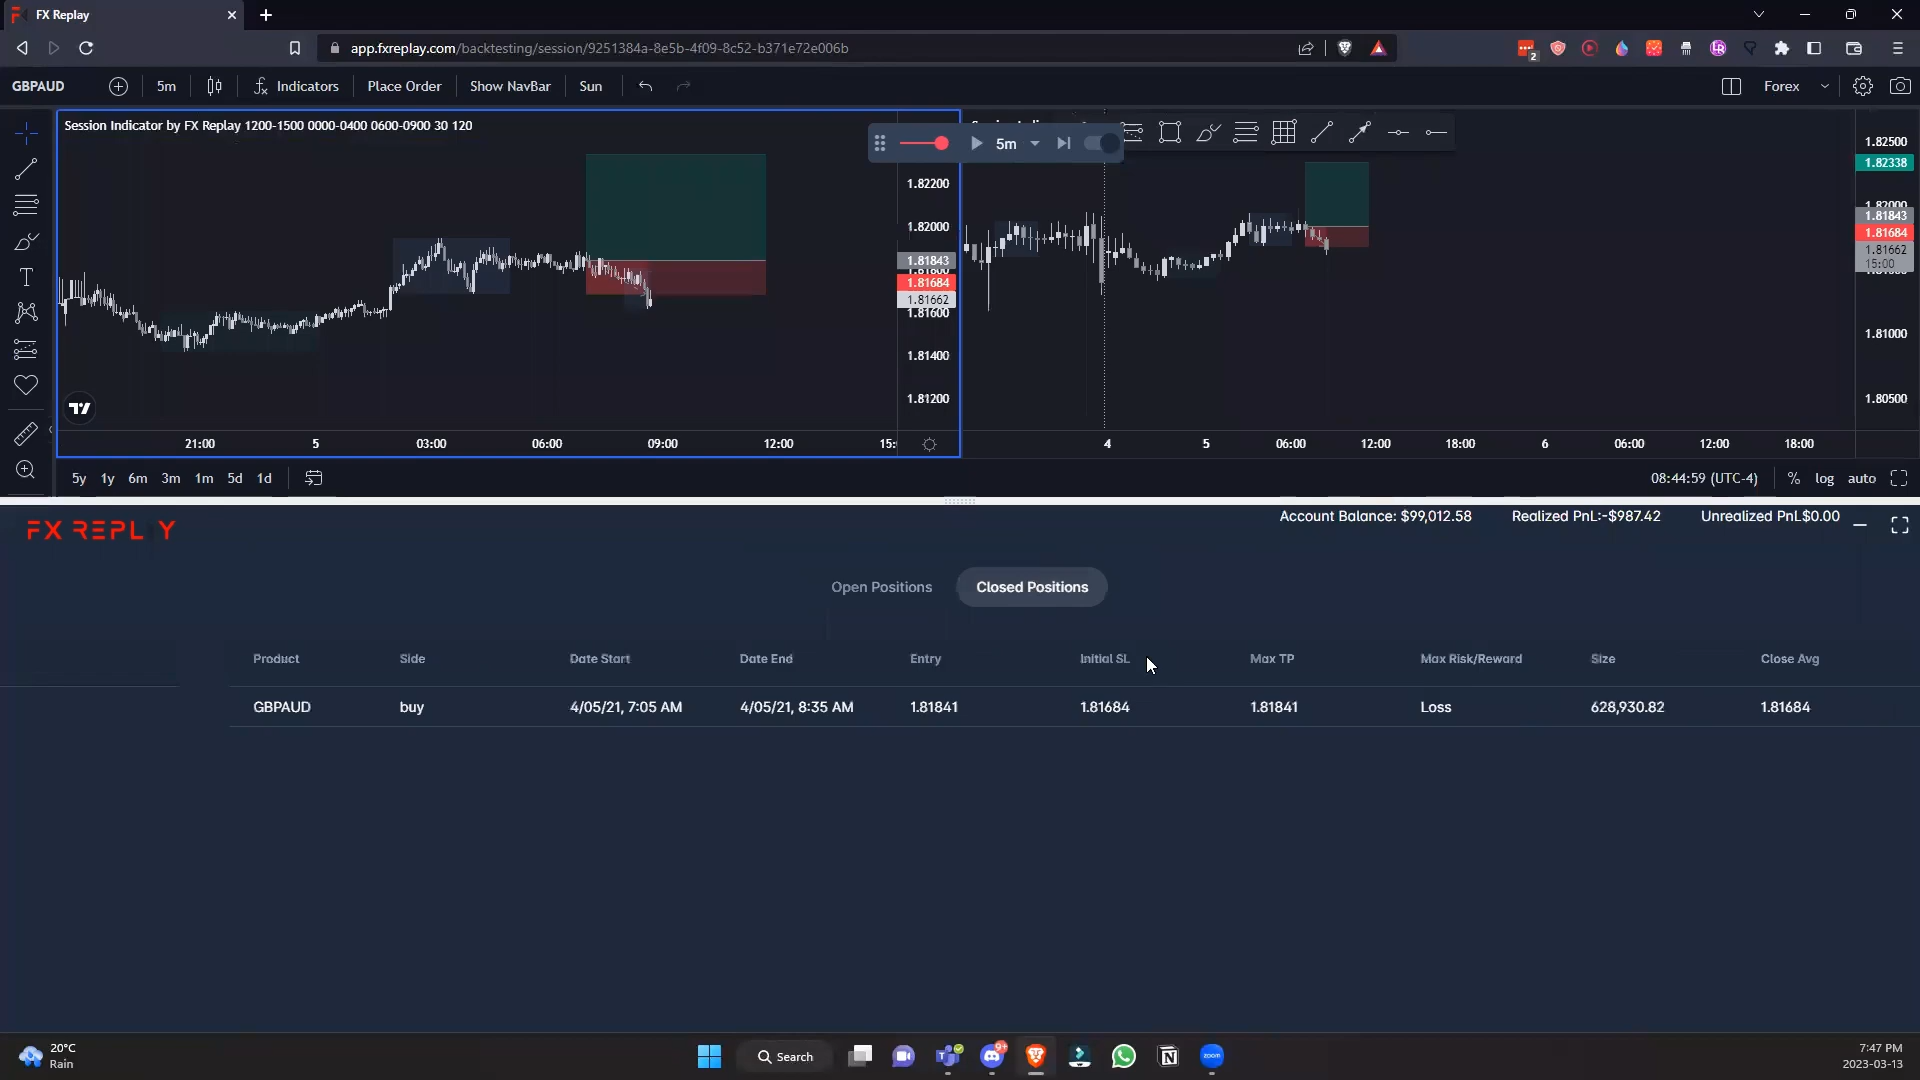 FX Replay
app.fxreplay.com/backtesting/session/9251384a-8e5b-4f09-8c52-b371e72e006b
2
GBPAUD 5m Indicators Place Order Show NavBar Sun Forex
Session Indicator by FX Replay 1200-1500 0000-0400 0600-0900 30 120
5m
1.82200
1.82000
1.81843
1.81684
1.81662
1.81600
1.81400
1.81200
21:00 5 03:00 06:00 09:00 12:00 15:
1.82500
1.82338
1.82000
1.81843
1.81684
1.81662
15:00
1.81000
1.80500
4 5 06:00 12:00 18:00 6 06:00 12:00 18:00
5y 1y 6m 3m 1m 5d 1d 08:44:59 (UTC-4) % log auto
FX REPLAY
Account Balance: $99,012.58 Realized PnL:-$987.42 Unrealized PnL$0.00
Open Positions Closed Positions
Product Side Date Start Date End Entry Initial SL Max TP Max Risk/Reward Size Close Avg
GBPAUD buy 4/05/21, 7:05 AM 4/05/21, 8:35 AM 1.81841 1.81684 1.81841 Loss 628,930.82 1.81684
20°C
Rain
Search
9+
zoom
7:47 PM
2023-03-13